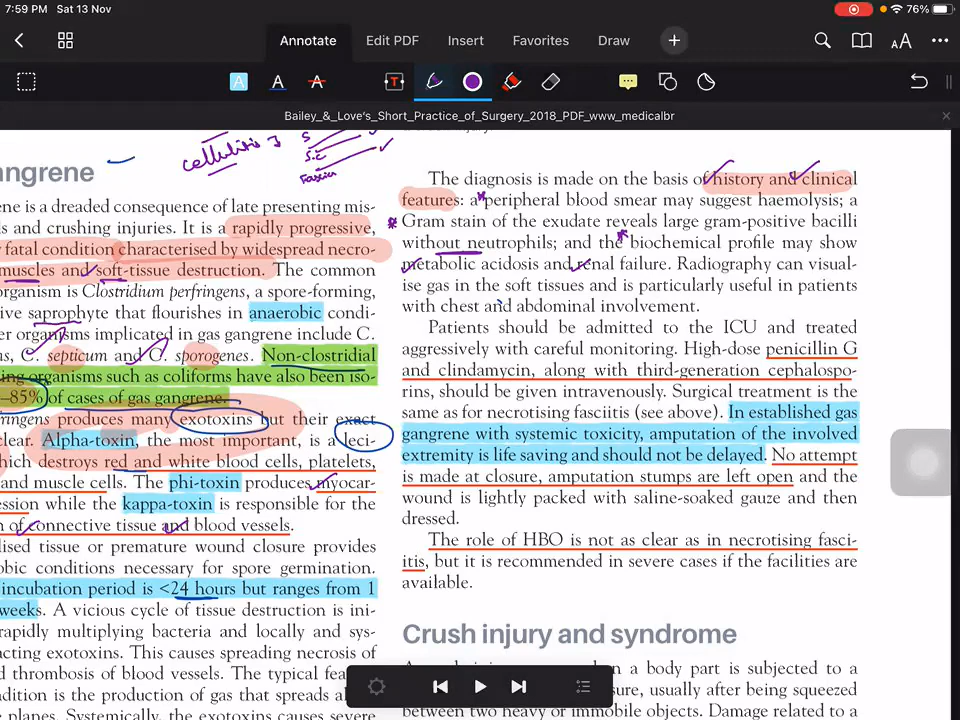 7:59 PM Sat 13 Nov
76%
Annotate Edit PDF Insert Favorites Draw
AA
A A A T
Bailey_&_Love's_Short_Practice_of_Surgery_2018_PDF_www_medicalbr
cellulitis
S
S.C
Fascia
angrene
ene is a dreaded consequence of late presenting mis-
ls and crushing injuries. It is a rapidly progressive,
fatal condition characterised by widespread necro-
muscles and soft-tissue destruction. The common
organism is Clostridium perfringens, a spore-forming,
ive saprophyte that flourishes in anaerobic condi-
er organisms implicated in gas gangrene include C.
s, C. septicum and C. sporogenes. Non-clostridial
ing organisms such as coliforms have also been iso-
–85% of cases of gas gangrene.
fringens produces many exotoxins but their exact
clear. Alpha-toxin, the most important, is a leci-
hich destroys red and white blood cells, platelets,
and muscle cells. The phi-toxin produces myocar-
ession while the kappa-toxin is responsible for the
n of connective tissue and blood vessels.
lised tissue or premature wound closure provides
obic conditions necessary for spore germination.
incubation period is <24 hours but ranges from 1
weeks. A vicious cycle of tissue destruction is ini-
rapidly multiplying bacteria and locally and sys-
acting exotoxins. This causes spreading necrosis of
d thrombosis of blood vessels. The typical fea
dition is the production of gas that spreads al
e planes. Systemically, the exotoxins causes severe
The diagnosis is made on the basis of history and clinical
features: a peripheral blood smear may suggest haemolysis; a
Gram stain of the exudate reveals large gram-positive bacilli
without neutrophils; and the biochemical profile may show
metabolic acidosis and renal failure. Radiography can visual-
ise gas in the soft tissues and is particularly useful in patients
with chest and abdominal involvement.
Patients should be admitted to the ICU and treated
aggressively with careful monitoring. High-dose penicillin G
and clindamycin, along with third-generation cephalospo-
rins, should be given intravenously. Surgical treatment is the
same as for necrotising fasciitis (see above). In established gas
gangrene with systemic toxicity, amputation of the involved
extremity is life saving and should not be delayed. No attempt
is made at closure, amputation stumps are left open and the
wound is lightly packed with saline-soaked gauze and then
dressed.
The role of HBO is not as clear as in necrotising fasci-
itis, but it is recommended in severe cases if the facilities are
available.
Crush injury and syndrome
n a body part is subjected to a
sure, usually after being squeezed
between two heavy or immobile objects. Damage related to a